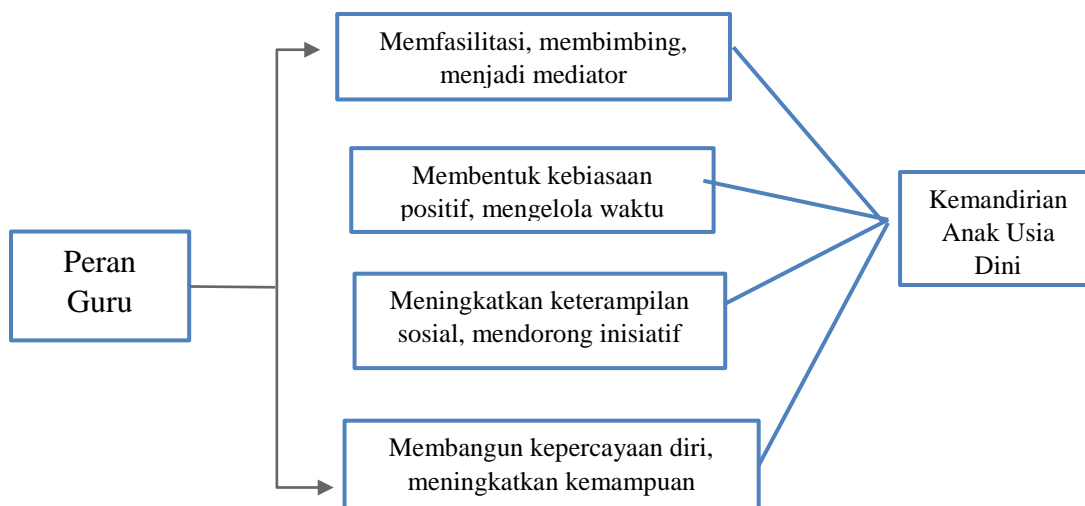 Peran
Guru
Memfasilitasi, membimbing,
menjadi mediator
Membentuk kebiasaan
positif, mengelola waktu
Meningkatkan keterampilan
sosial, mendorong inisiatif
Membangun kepercayaan diri,
meningkatkan kemampuan
Kemandirian
Anak Usia
Dini